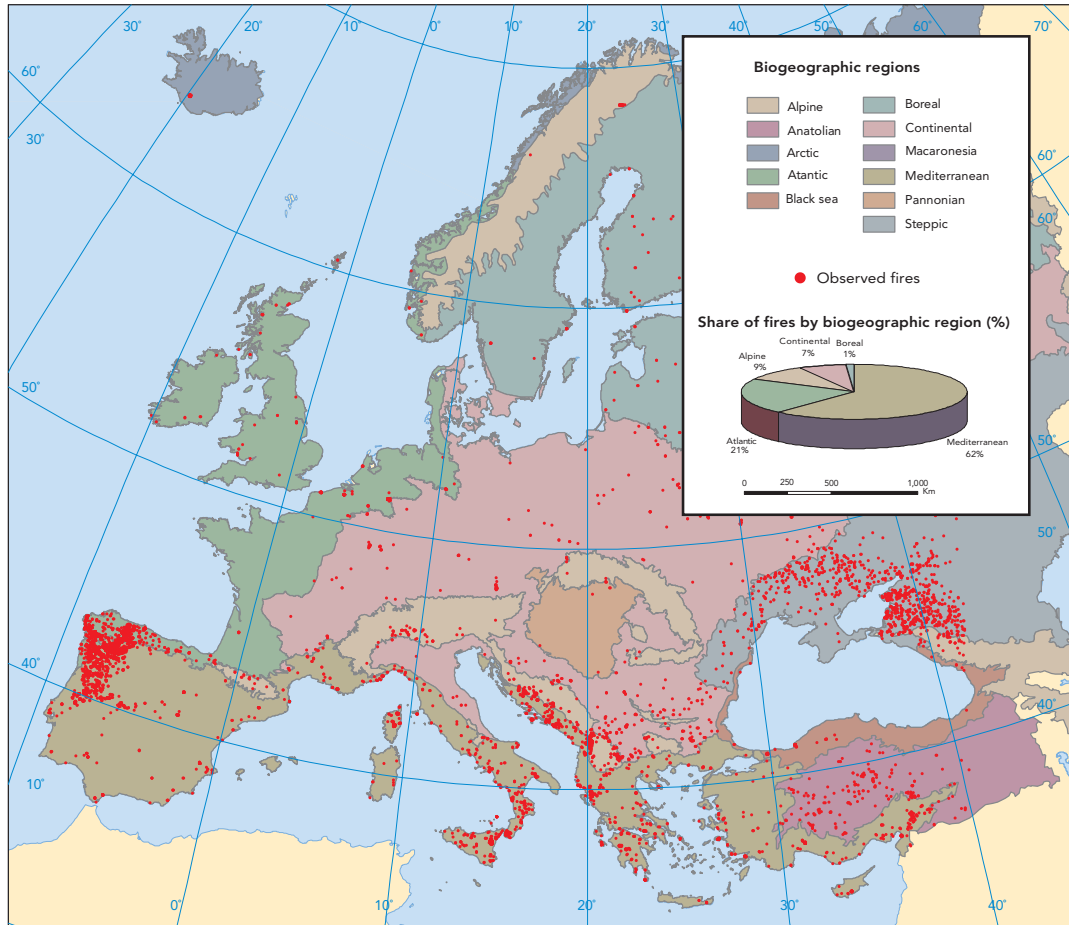 30° 20° 10° 0° 10° 20° 30° 50° 60° 70°
60°
30°
50°
40°
10°
60°
60°
50°
50°
40°
0° 10° 20° 30° 40°
Biogeographic regions
Alpine
Anatolian
Arctic
Atantic
Black sea
Boreal
Continental
Macaronesia
Mediterranean
Pannonian
Steppic
Observed fires
Share of fires by biogeographic region (%)
Alpine
9%
Continental
7%
Boreal
1%
Atlantic
21%
Mediterranean
62%
0 250 500 1,000
Km